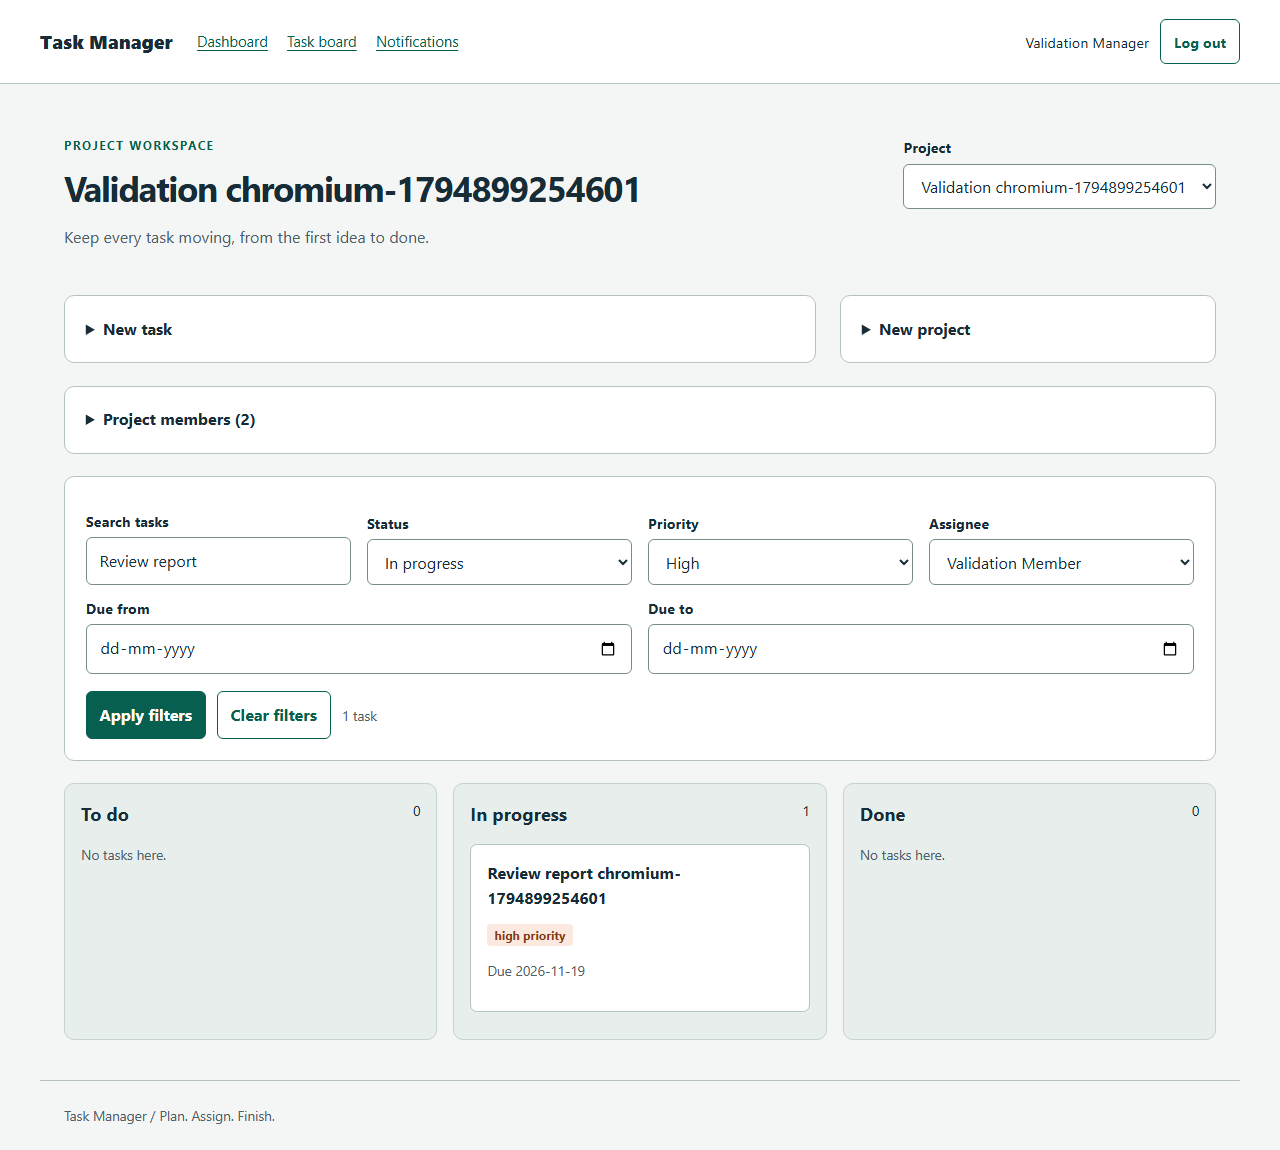 Task Manager
Dashboard
Task board
Notifications
Validation Manager
Log out
PROJECT WORKSPACE
Validation chromium-1794899254601
Keep every task moving, from the first idea to done.
Project
Validation chromium-1794899254601
New task
New project
Project members (2)
Search tasks
Status
Priority
Assignee
Review report
In progress
High
Validation Member
Due from
Due to
dd-mm-yyyy
dd-mm-yyyy
Apply filters
Clear filters
1 task
To do
0
No tasks here.
In progress
1
Review report chromium-
1794899254601
high priority
Due 2026-11-19
Done
0
No tasks here.
Task Manager / Plan. Assign. Finish.